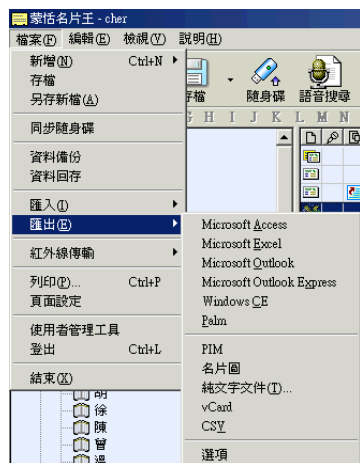 蒙恬名片王 - cher
檔案(F) 編輯(E) 檢視(V) 說明(H)
新增(N) Ctrl+N
存檔
另存新檔(A)
同步隨身碟
資料備份
資料回存
匯入(I)
匯出(E)
紅外線傳輸
列印(P)... Ctrl+P
頁面設定
使用者管理工具
登出 Ctrl+L
結束(X)
存檔 隨身碟 語音搜尋
H I J K L M N
Microsoft Access
Microsoft Excel
Microsoft Outlook
Microsoft Outlook Express
Windows CE
Palm
PIM
名片圖
純文字文件(T)...
vCard
CSV
選項
胡
徐
陳
曾